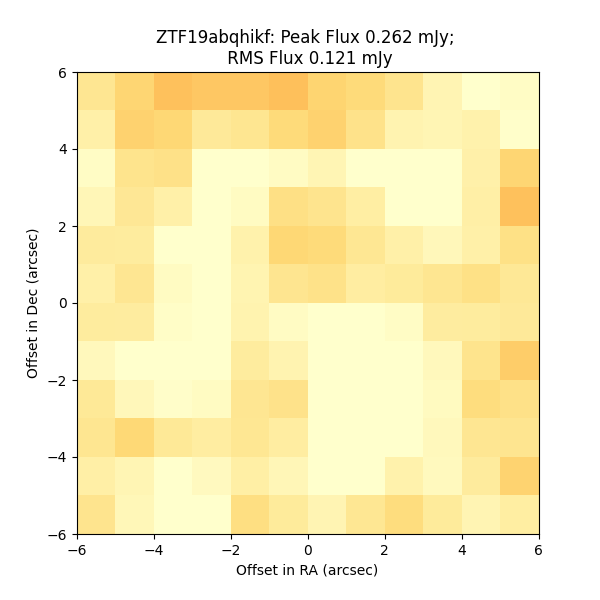 ZTF19abqhikf: Peak Flux 0.262 mJy;
RMS Flux 0.121 mJy
6
4
2
0
−2
−4
−6
Offset in Dec (arcsec)
−6 −4 −2 0 2 4 6
Offset in RA (arcsec)